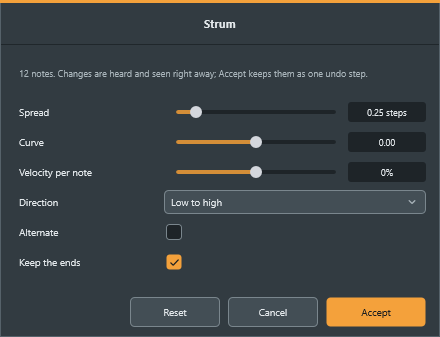 Strum
12 notes. Changes are heard and seen right away; Accept keeps them as one undo step.
Spread 0.25 steps
Curve 0.00
Velocity per note 0%
Direction Low to high
Alternate
Keep the ends
Reset Cancel Accept